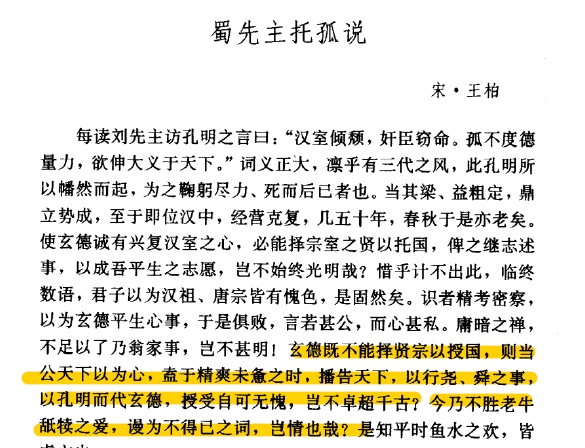 蜀先主托孤说
宋·王柏
每读刘先主访孔明之言曰：“汉室倾颓，奸臣窃命。孤不度德
量力，欲伸大义于天下。”词义正大，凛乎有三代之风，此孔明所
以幡然而起，为之鞠躬尽力、死而后已者也。当其梁、益粗定，鼎
立势成，至于即位汉中，经营克复，几五十年，春秋于是亦老矣。
使玄德诚有兴复汉室之心，必能择宗室之贤以托国，俾之继志述
事，以成吾平生之志愿，岂不始终光明哉？惜乎计不出此，临终
数语，君子以为汉祖、唐宗皆有愧色，是固然矣。识者精考密察，
以为玄德平生心事，于是俱败，言若甚公，而心甚私。庸暗之禅，
不足以了乃翁家事，岂不甚明！玄德既不能择贤宗以授国，则当
公天下以为心，盍于精爽未惫之时，播告天下，以行尧、舜之事，
以孔明而代玄德，授受自可无愧，岂不卓超千古？今乃不胜老牛
舐犊之爱，谩为不得已之词，岂情也哉？是知平时鱼水之欢，皆